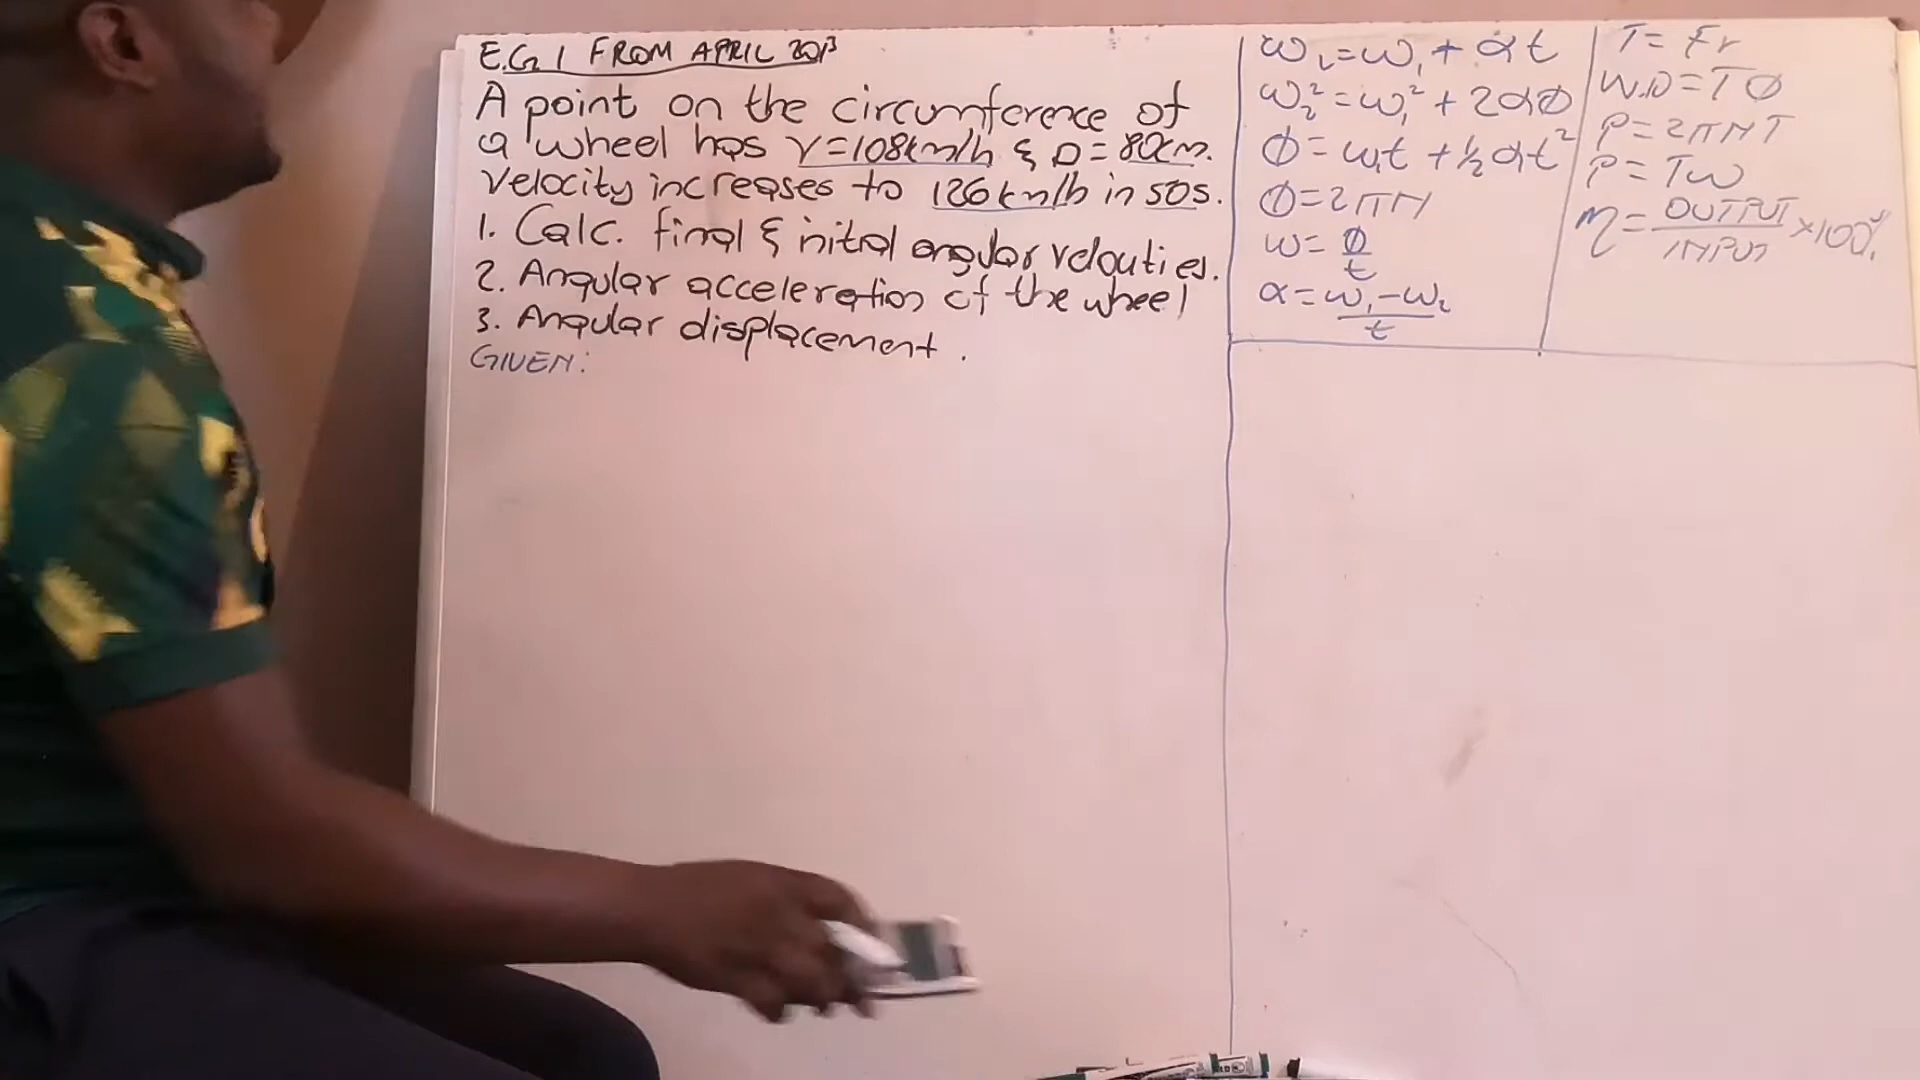 E.G 1 FROM APRIL 2013
A point on the circumference of
a wheel has V=108km/h & D=80cm.
Velocity increases to 126km/h in 50s.
1. Calc. final & initial angular velocities.
2. Angular acceleration of the wheel
3. Angular displacement.
GIVEN:
ω₂=ω₁+αt
ω₂²=ω₁²+2αØ
Ø=ω₁t+½αt²
Ø=2πN
ω=Ø/t
α=ω₁-ω₂/t
T=Fr
W.D=TØ
P=2πNT
P=Tω
η=OUTPUT/INPUT×100%